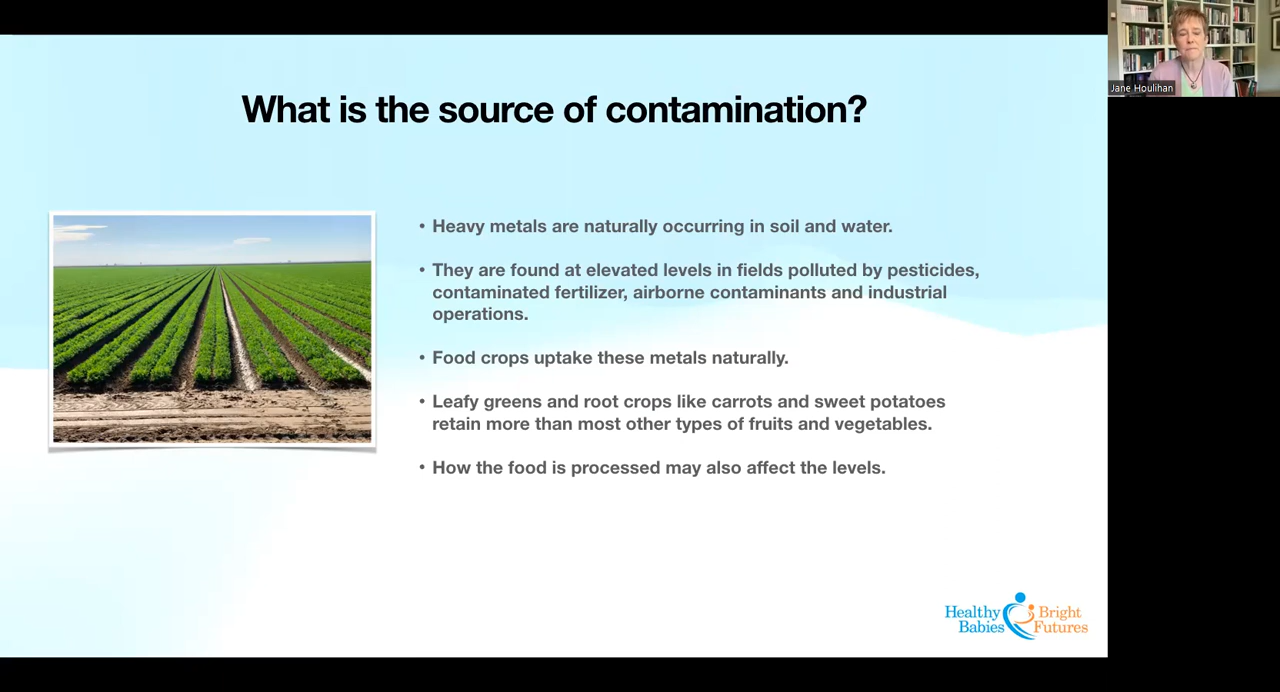 Jane Houlihan
What is the source of contamination?
• Heavy metals are naturally occurring in soil and water.
• They are found at elevated levels in fields polluted by pesticides,
contaminated fertilizer, airborne contaminants and industrial
operations.
• Food crops uptake these metals naturally.
• Leafy greens and root crops like carrots and sweet potatoes
retain more than most other types of fruits and vegetables.
• How the food is processed may also affect the levels.
Healthy Bright
Babies Futures